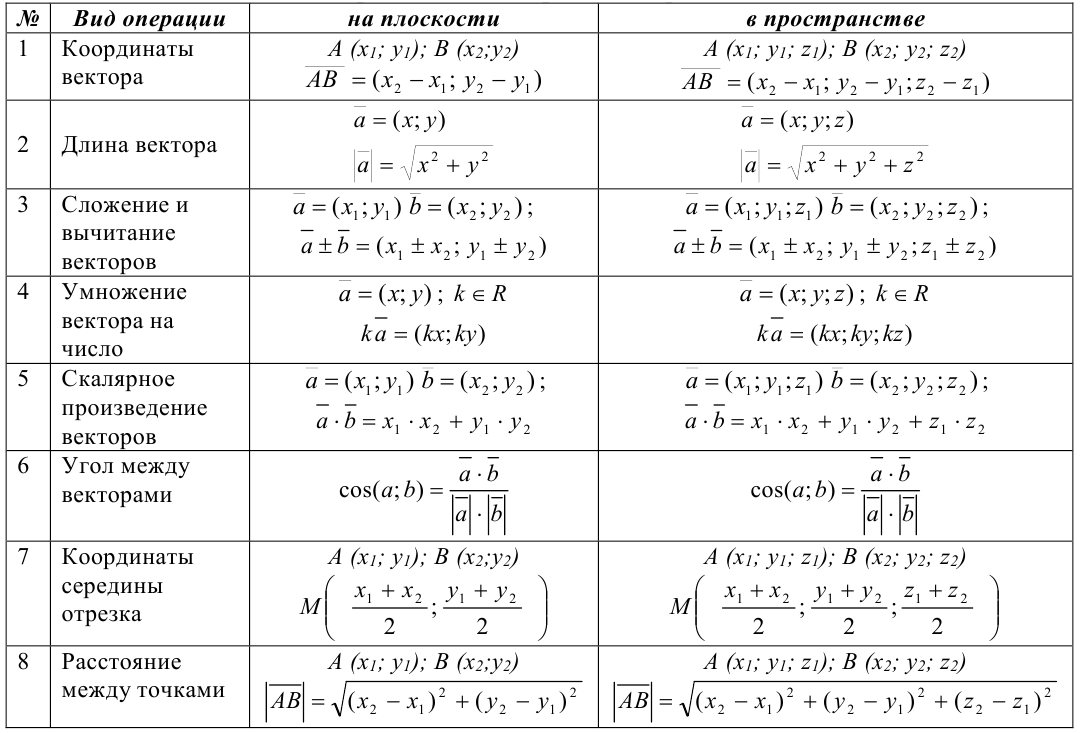 № Вид операции на плоскости в пространстве
1 Координаты вектора A (x₁; y₁); B (x₂;y₂) A (x₁; y₁; z₁); B (x₂; y₂; z₂)
A̅B̅ = (x₂ − x₁; y₂ − y₁) A̅B̅ = (x₂ − x₁; y₂ − y₁; z₂ − z₁)
2 Длина вектора a̅ = (x; y) a̅ = (x; y; z)
|a̅| = √(x² + y²) |a̅| = √(x² + y² + z²)
3 Сложение и вычитание векторов a̅ = (x₁; y₁) b̅ = (x₂; y₂); a̅ = (x₁; y₁; z₁) b̅ = (x₂; y₂; z₂);
a̅ ± b̅ = (x₁ ± x₂; y₁ ± y₂) a̅ ± b̅ = (x₁ ± x₂; y₁ ± y₂; z₁ ± z₂)
4 Умножение вектора на число a̅ = (x; y); k ∈ R a̅ = (x; y; z); k ∈ R
k a̅ = (kx; ky) k a̅ = (kx; ky; kz)
5 Скалярное произведение векторов a̅ = (x₁; y₁) b̅ = (x₂; y₂); a̅ = (x₁; y₁; z₁) b̅ = (x₂; y₂; z₂);
a̅ · b̅ = x₁ · x₂ + y₁ · y₂ a̅ · b̅ = x₁ · x₂ + y₁ · y₂ + z₁ · z₂
6 Угол между векторами cos(a; b) = (a̅ · b̅) / (|a̅| · |b̅|) cos(a; b) = (a̅ · b̅) / (|a̅| · |b̅|)
7 Координаты середины отрезка A (x₁; y₁); B (x₂;y₂) A (x₁; y₁; z₁); B (x₂; y₂; z₂)
M((x₁ + x₂)/2; (y₁ + y₂)/2) M((x₁ + x₂)/2; (y₁ + y₂)/2; (z₁ + z₂)/2)
8 Расстояние между точками A (x₁; y₁); B (x₂;y₂) A (x₁; y₁; z₁); B (x₂; y₂; z₂)
|A̅B̅| = √((x₂ − x₁)² + (y₂ − y₁)²) |A̅B̅| = √((x₂ − x₁)² + (y₂ − y₁)² + (z₂ − z₁)²)